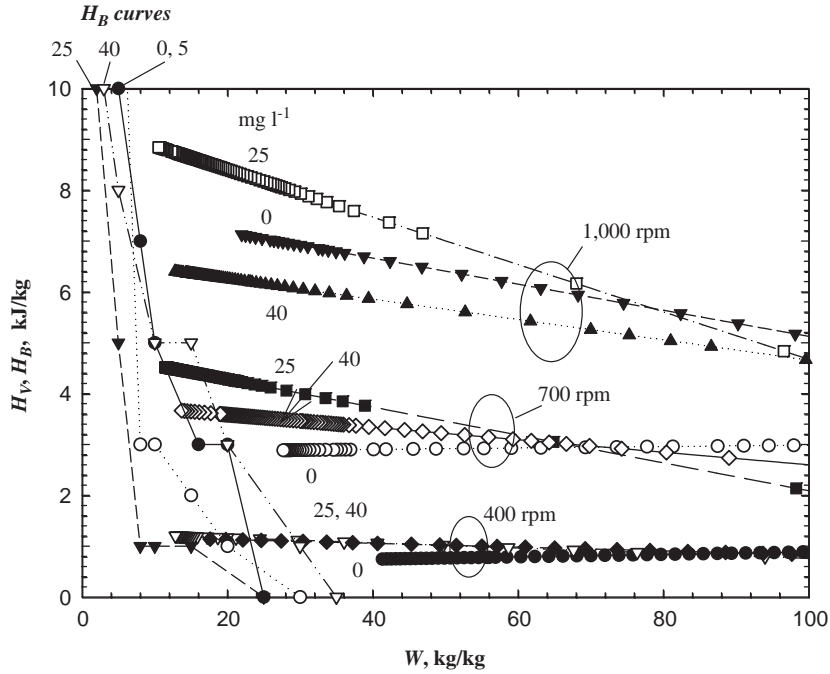 H_B curves
25 40 0, 5
10
8
6
4
2
0
H_V, H_B, kJ/kg
mg l⁻¹
25
0
1,000 rpm
40
25
40
700 rpm
0
25, 40
400 rpm
0
0 20 40 60 80 100
W, kg/kg